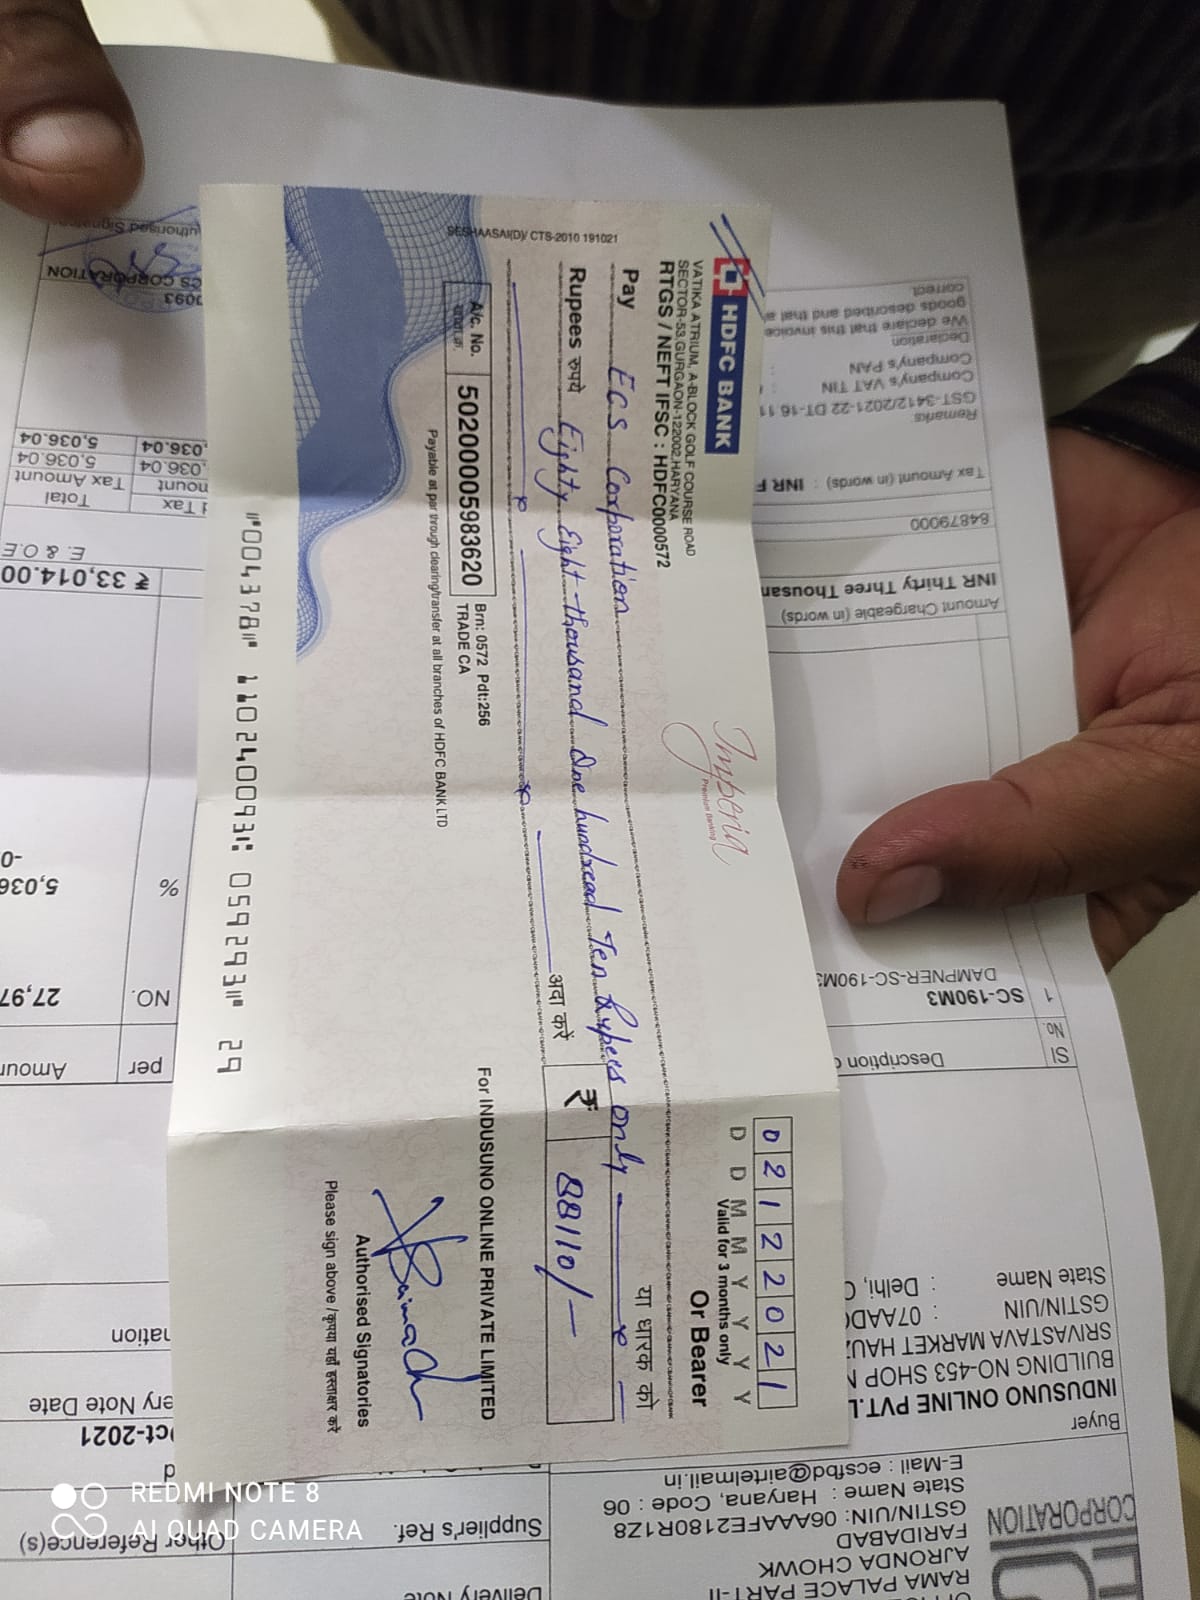 HDFC BANK
VATIKA ATRIUM, A-BLOCK GOLF COURSE ROAD
SECTOR-53,GURGAON-122002,HARYANA
RTGS / NEFT IFSC : HDFC0000572
Imperia
Premium Banking
0 2 1 2 2 0 2 1
D D M M Y Y Y Y
Valid for 3 months only
Pay ECS Corporation
Or Bearer
या धारक को
Rupees रुपये Eighty Eight thousand One hundread Ten Rupees only
अदा करें
₹ 88110/-
A/c. No. 50200005983620
Brn: 0572 Pdt:256
TRADE CA
Payable at par through clearing/transfer at all branches of HDFC BANK LTD
For INDUSUNO ONLINE PRIVATE LIMITED
Authorised Signatories
Please sign above / कृपया यहाँ हस्ताक्षर करें
SESHAASAI(D)/ CTS-2010 191021
⑈004378⑈ 110240093⑆ 059293⑈ 29
CORPORATION
RAMA PALACE PART-II
AJRONDA CHOWK
FARIDABAD
GSTIN/UIN: 06AAAFE2180R1Z8
State Name : Haryana, Code : 06
E-Mail : ecsfbd@airtelmail.in
Delivery Note
Supplier's Ref.
Other Reference(s)
Buyer
INDUSUNO ONLINE PVT.L
BUILDING NO-453 SHOP N
SRIVASTAVA MARKET HAUZ
GSTIN/UIN : 07AAD
State Name : Delhi, C
ct-2021
ery Note Date
nation
Sl
No.
Description o
per
Amoun
1 SC-190M3
DAMPNER-SC-190M3
NO.
27,97
%
5,036
-0
₹ 33,014.00
Amount Chargeable (in words)
E. & O.E
INR Thirty Three Thousan
84879000
Tax
Total
mount
Tax Amount
,036.04
5,036.04
,036.04
5,036.04
Tax Amount (in words) : INR F
Remarks
GST-3412/2021-22 DT-16.11
Company's VAT TIN :
Company's PAN :
Declaration
We declare that this invoice
goods described and that a
correct.
0093
CS CORPORATION
uthorised Signato
REDMI NOTE 8
AI QUAD CAMERA